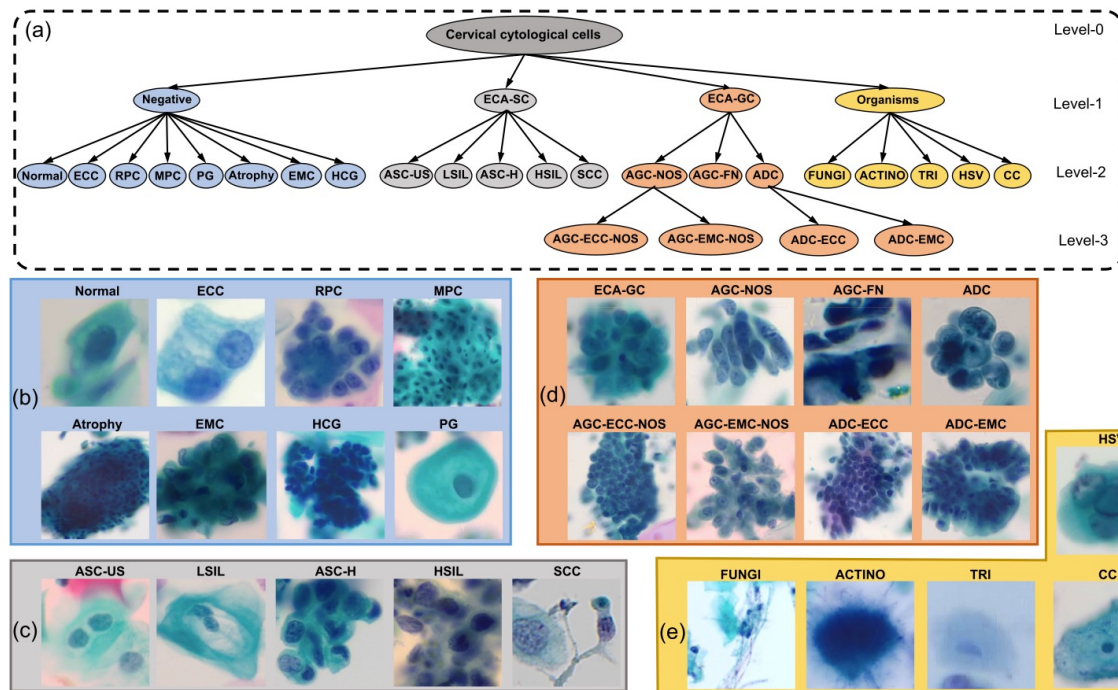 (a)
Cervical cytological cells
Level-0
Negative ECA-SC ECA-GC Organisms
Level-1
Normal ECC RPC MPC PG Atrophy EMC HCG ASC-US LSIL ASC-H HSIL SCC AGC-NOS AGC-FN ADC FUNGI ACTINO TRI HSV CC
Level-2
AGC-ECC-NOS AGC-EMC-NOS ADC-ECC ADC-EMC
Level-3
(b)
Normal ECC RPC MPC
Atrophy EMC HCG PG
(d)
ECA-GC AGC-NOS AGC-FN ADC
AGC-ECC-NOS AGC-EMC-NOS ADC-ECC ADC-EMC
(c)
ASC-US LSIL ASC-H HSIL SCC
(e)
HSV
FUNGI ACTINO TRI CC